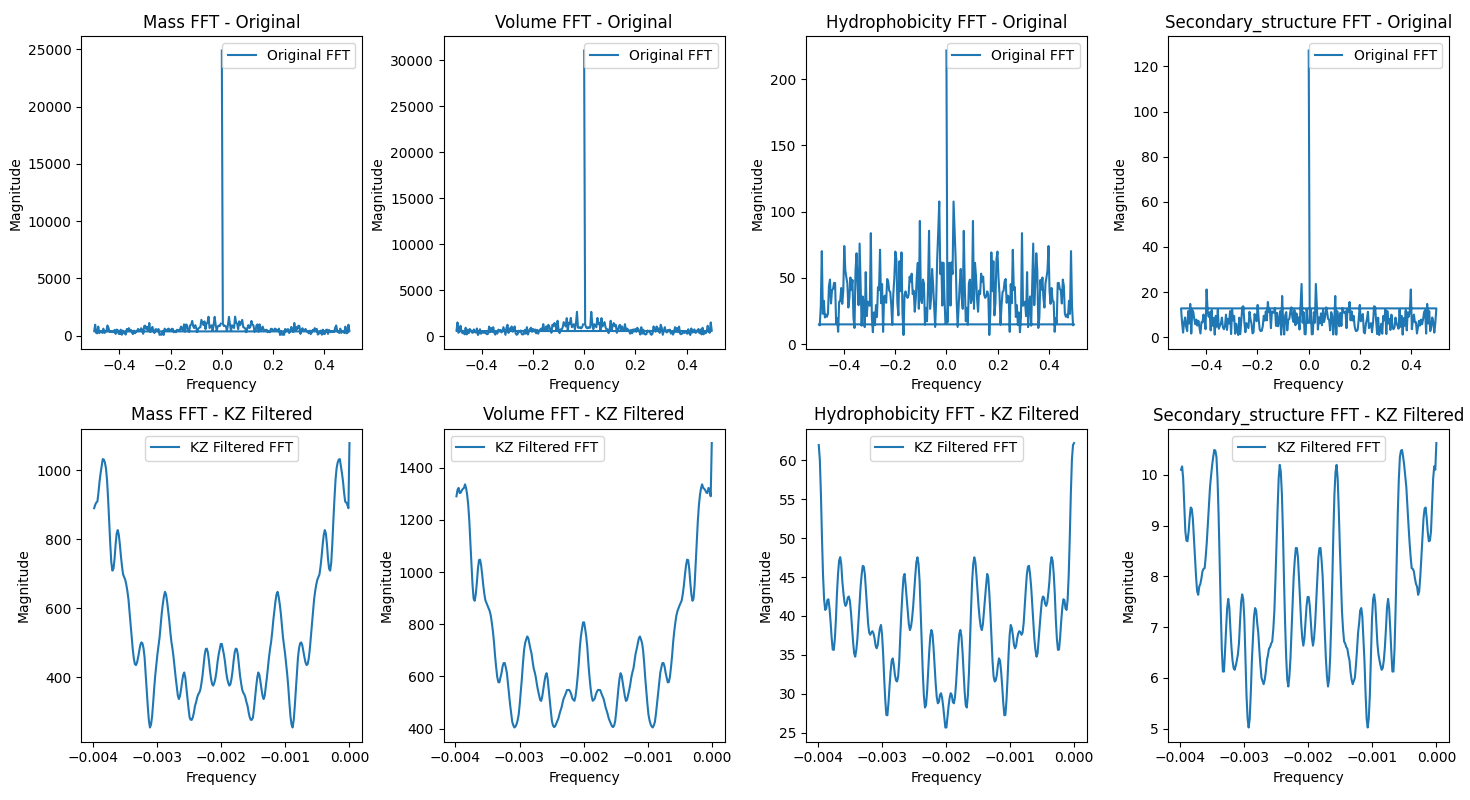 Mass FFT - Original
Volume FFT - Original
Hydrophobicity FFT - Original
Secondary_structure FFT - Original
Original FFT
Original FFT
Original FFT
Original FFT
Magnitude
25000
20000
15000
10000
5000
0
−0.4 −0.2 0.0 0.2 0.4
Frequency
Magnitude
30000
25000
20000
15000
10000
5000
0
−0.4 −0.2 0.0 0.2 0.4
Frequency
Magnitude
200
150
100
50
0
−0.4 −0.2 0.0 0.2 0.4
Frequency
Magnitude
120
100
80
60
40
20
0
−0.4 −0.2 0.0 0.2 0.4
Frequency
Mass FFT - KZ Filtered
Volume FFT - KZ Filtered
Hydrophobicity FFT - KZ Filtered
Secondary_structure FFT - KZ Filtered
KZ Filtered FFT
KZ Filtered FFT
KZ Filtered FFT
KZ Filtered FFT
Magnitude
1000
800
600
400
−0.004 −0.003 −0.002 −0.001 0.000
Frequency
Magnitude
1400
1200
1000
800
600
400
−0.004 −0.003 −0.002 −0.001 0.000
Frequency
Magnitude
60
55
50
45
40
35
30
25
−0.004 −0.003 −0.002 −0.001 0.000
Frequency
Magnitude
10
9
8
7
6
5
−0.004 −0.003 −0.002 −0.001 0.000
Frequency